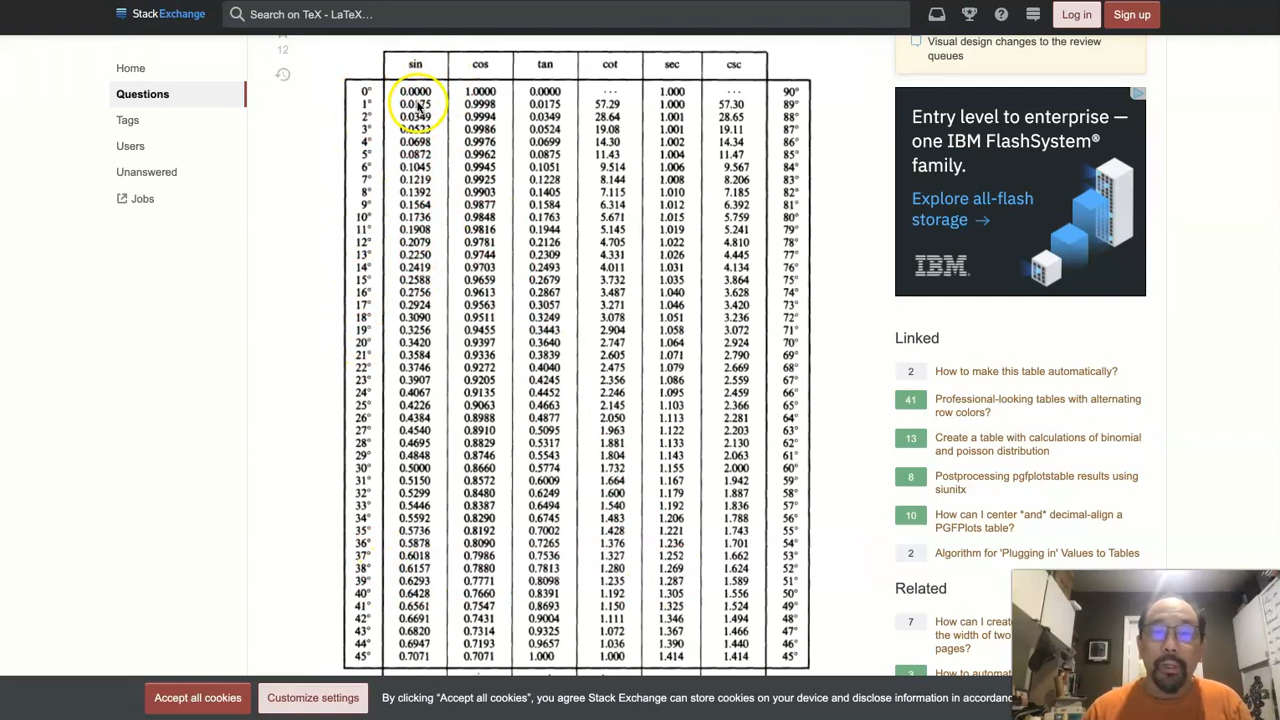 StackExchange
Search on TeX - LaTeX...
Log in
Sign up
12
Home
Questions
Tags
Users
Unanswered
Jobs
sin cos tan cot sec csc
0° 0.0000 1.0000 0.0000 ... 1.000 ... 90°
1° 0.0175 0.9998 0.0175 57.29 1.000 57.30 89°
2° 0.0349 0.9994 0.0349 28.64 1.001 28.65 88°
3° 0.0523 0.9986 0.0524 19.08 1.001 19.11 87°
4° 0.0698 0.9976 0.0699 14.30 1.002 14.34 86°
5° 0.0872 0.9962 0.0875 11.43 1.004 11.47 85°
6° 0.1045 0.9945 0.1051 9.514 1.006 9.567 84°
7° 0.1219 0.9925 0.1228 8.144 1.008 8.206 83°
8° 0.1392 0.9903 0.1405 7.115 1.010 7.185 82°
9° 0.1564 0.9877 0.1584 6.314 1.012 6.392 81°
10° 0.1736 0.9848 0.1763 5.671 1.015 5.759 80°
11° 0.1908 0.9816 0.1944 5.145 1.019 5.241 79°
12° 0.2079 0.9781 0.2126 4.705 1.022 4.810 78°
13° 0.2250 0.9744 0.2309 4.331 1.026 4.445 77°
14° 0.2419 0.9703 0.2493 4.011 1.031 4.134 76°
15° 0.2588 0.9659 0.2679 3.732 1.035 3.864 75°
16° 0.2756 0.9613 0.2867 3.487 1.040 3.628 74°
17° 0.2924 0.9563 0.3057 3.271 1.046 3.420 73°
18° 0.3090 0.9511 0.3249 3.078 1.051 3.236 72°
19° 0.3256 0.9455 0.3443 2.904 1.058 3.072 71°
20° 0.3420 0.9397 0.3640 2.747 1.064 2.924 70°
21° 0.3584 0.9336 0.3839 2.605 1.071 2.790 69°
22° 0.3746 0.9272 0.4040 2.475 1.079 2.669 68°
23° 0.3907 0.9205 0.4245 2.356 1.086 2.559 67°
24° 0.4067 0.9135 0.4452 2.246 1.095 2.459 66°
25° 0.4226 0.9063 0.4663 2.145 1.103 2.366 65°
26° 0.4384 0.8988 0.4877 2.050 1.113 2.281 64°
27° 0.4540 0.8910 0.5095 1.963 1.122 2.203 63°
28° 0.4695 0.8829 0.5317 1.881 1.133 2.130 62°
29° 0.4848 0.8746 0.5543 1.804 1.143 2.063 61°
30° 0.5000 0.8660 0.5774 1.732 1.155 2.000 60°
31° 0.5150 0.8572 0.6009 1.664 1.167 1.942 59°
32° 0.5299 0.8480 0.6249 1.600 1.179 1.887 58°
33° 0.5446 0.8387 0.6494 1.540 1.192 1.836 57°
34° 0.5592 0.8290 0.6745 1.483 1.206 1.788 56°
35° 0.5736 0.8192 0.7002 1.428 1.221 1.743 55°
36° 0.5878 0.8090 0.7265 1.376 1.236 1.701 54°
37° 0.6018 0.7986 0.7536 1.327 1.252 1.662 53°
38° 0.6157 0.7880 0.7813 1.280 1.269 1.624 52°
39° 0.6293 0.7771 0.8098 1.235 1.287 1.589 51°
40° 0.6428 0.7660 0.8391 1.192 1.305 1.556 50°
41° 0.6561 0.7547 0.8693 1.150 1.325 1.524 49°
42° 0.6691 0.7431 0.9004 1.111 1.346 1.494 48°
43° 0.6820 0.7314 0.9325 1.072 1.367 1.466 47°
44° 0.6947 0.7193 0.9657 1.036 1.390 1.440 46°
45° 0.7071 0.7071 1.000 1.000 1.414 1.414 45°
Visual design changes to the review
queues
Entry level to enterprise —
one IBM FlashSystem®
family.
Explore all-flash
storage →
IBM
Linked
2 How to make this table automatically?
41 Professional-looking tables with alternating
row colors?
13 Create a table with calculations of binomial
and poisson distribution
8 Postprocessing pgfplotstable results using
siunitx
10 How can I center *and* decimal-align a
PGFPlots table?
2 Algorithm for 'Plugging in' Values to Tables
Related
7 How can I create
the width of two
pages?
3 How to automat
Accept all cookies
Customize settings
By clicking “Accept all cookies”, you agree Stack Exchange can store cookies on your device and disclose information in accordance